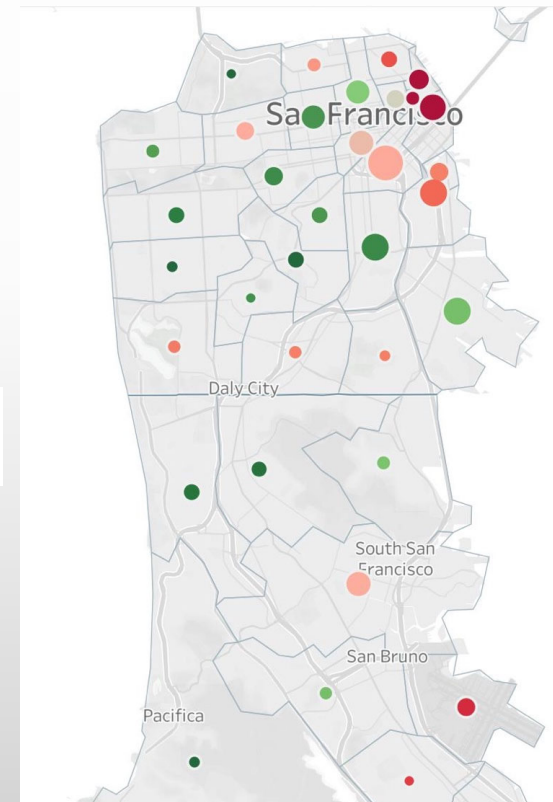 San Francisco
Daly City
South San
Francisco
San Bruno
Pacifica